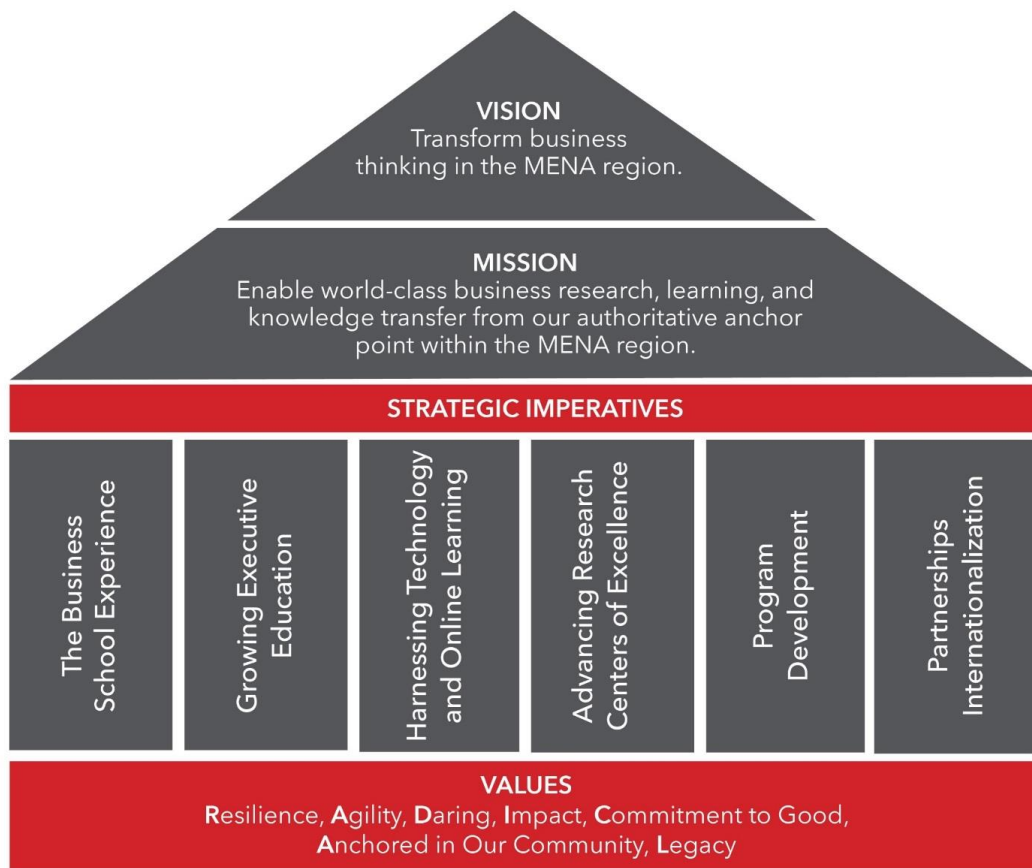 VISION
Transform business
thinking in the MENA region.
MISSION
Enable world-class business research, learning, and
knowledge transfer from our authoritative anchor
point within the MENA region.
STRATEGIC IMPERATIVES
The Business
School Experience
Growing Executive
Education
Harnessing Technology
and Online Learning
Advancing Research
Centers of Excellence
Program
Development
Partnerships
Internationalization
VALUES
Resilience, Agility, Daring, Impact, Commitment to Good,
Anchored in Our Community, Legacy